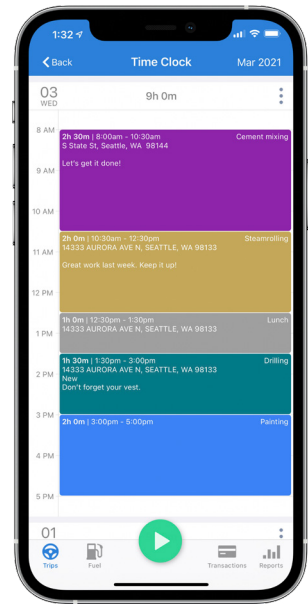 1:32
Back
Time Clock
Mar 2021
03
WED
9h 0m
8 AM
2h 30m | 8:00am - 10:30am
Cement mixing
S State St, Seattle, WA 98144
Let's get it done!
9 AM
10 AM
2h 0m | 10:30am - 12:30pm
Steamrolling
14333 AURORA AVE N, SEATTLE, WA 98133
11 AM
Great work last week. Keep it up!
12 PM
1h 0m | 12:30pm - 1:30pm
Lunch
14333 AURORA AVE N, SEATTLE, WA 98133
1 PM
1h 30m | 1:30pm - 3:00pm
Drilling
14333 AURORA AVE N, SEATTLE, WA 98133
2 PM
New
Don't forget your vest.
3 PM
2h 0m | 3:00pm - 5:00pm
Painting
4 PM
5 PM
01
Trips
Fuel
Transactions
Reports